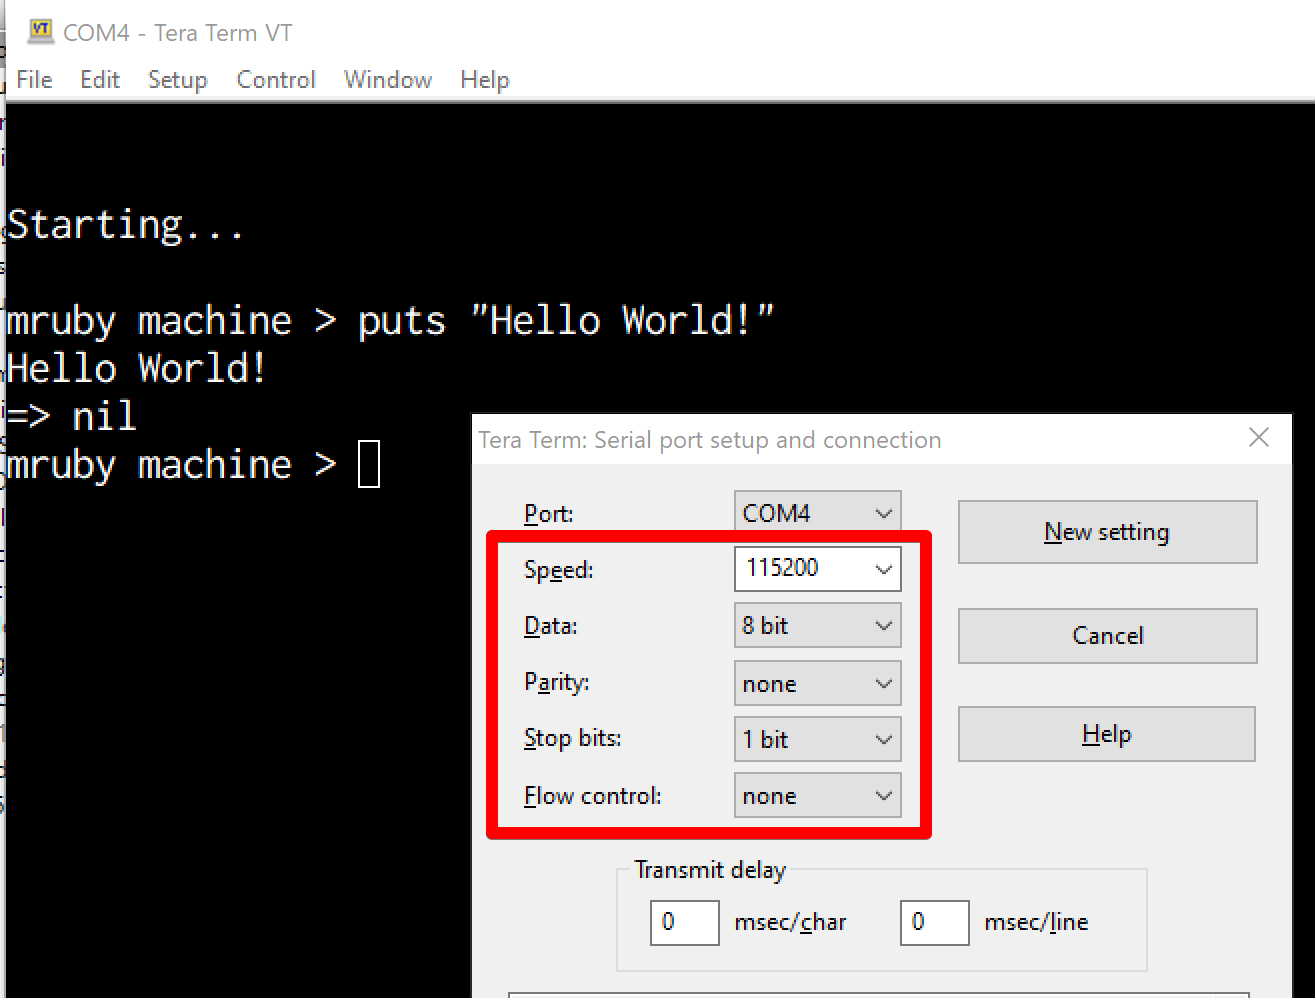 COM4 - Tera Term VT
File Edit Setup Control Window Help
Starting...
mruby machine > puts "Hello World!"
Hello World!
=> nil
mruby machine >
Tera Term: Serial port setup and connection
Port: COM4
New setting
Speed: 115200
Data: 8 bit
Cancel
Parity: none
Stop bits: 1 bit
Help
Flow control: none
Transmit delay
0 msec/char 0 msec/line